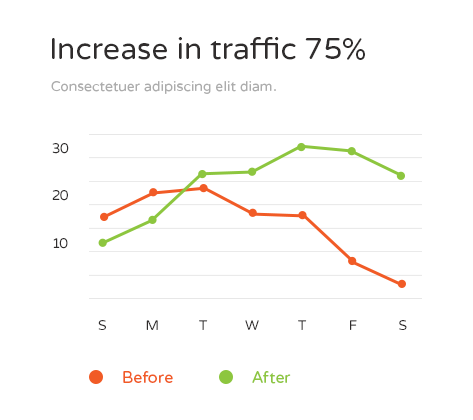 Increase in traffic 75%
Consectetuer adipiscing elit diam.
30
20
10
S M T W T F S
Before After